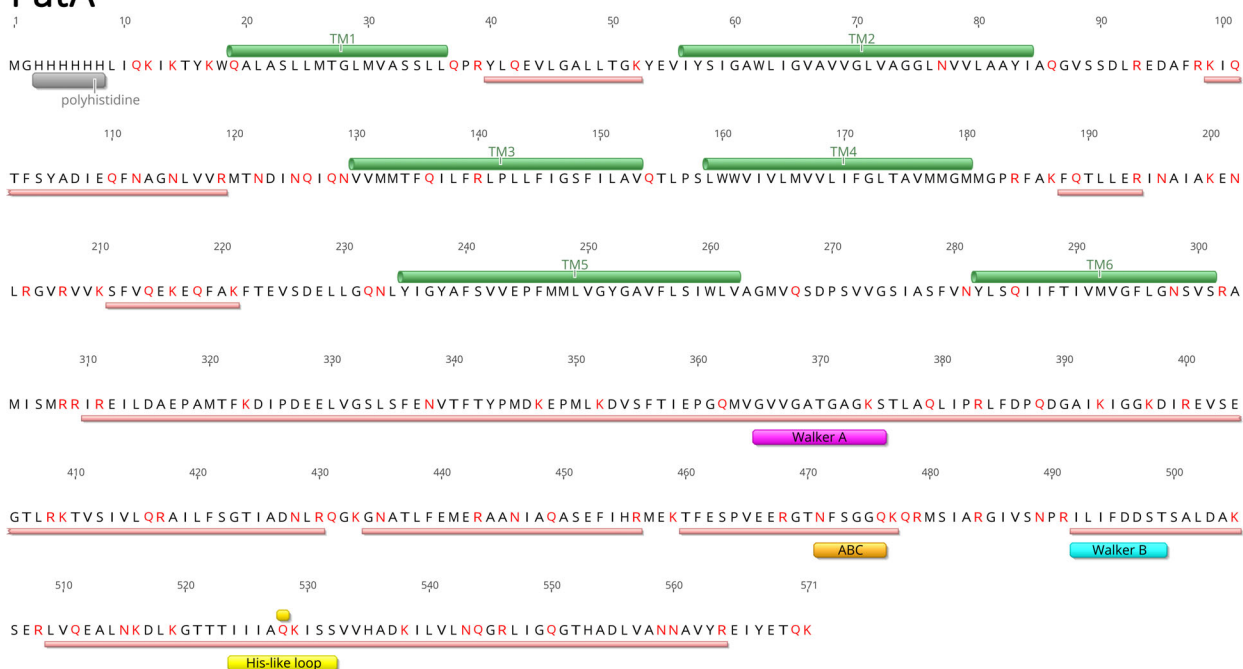 1 10 20 30 40 50 60 70 80 90 100
TM1 TM2
MGHHHHHHLIQKIKTYKWQALASLLMTGLMVASSLLQPRYLQEVLGALLTGKYEVIYSIGAWLIGVAVVGLVAGGLNVVLAAYIAQGVSSDLREDAFRKIQ
polyhistidine
110 120 130 140 150 160 170 180 190 200
TM3 TM4
TFSYADIEQFNAGNLVVRMTNDINQIQNVVMMTFQILFRLPLLFIGSFILAVQTLPSLWWVIVLMVVLIFGLTAVMMGMMGPRFAKFQTLLERINAIAKEN
210 220 230 240 250 260 270 280 290 300
TM5 TM6
LRGVRVVKSFVQEKEQFAKFTEVSDELLGQNLYIGYAFSVVEPFMMLVGYGAVFLSIWLVAGMVQSDPSVVGSIASFVNYLSQIIFTIVMVGFLGNSVSRA
310 320 330 340 350 360 370 380 390 400
MISMRRIREILDAEPAMTFKDIPDEELVGSLSFENVTFTYPMDKEPMLKDVSFTIEPGQMVGVVGATGAGKSTLAQLIPRLFDPQDGAIKIGGKDIREVSE
Walker A
410 420 430 440 450 460 470 480 490 500
GTLRKTVSIVLQRAILFSGTIADNLRQGKGNATLFEMERAANIAQASEFIHRMEKTFESPVEERGTNFSGGQKQRMSIARGIVSNPRILIFDDSTSALDAK
ABC Walker B
510 520 530 540 550 560 571
SERLVQEALNKDLKGTTTIIIAQKISSVVHADKILVLNQGRLIGQGTHADLVANNAVYREIYETQK
His-like loop